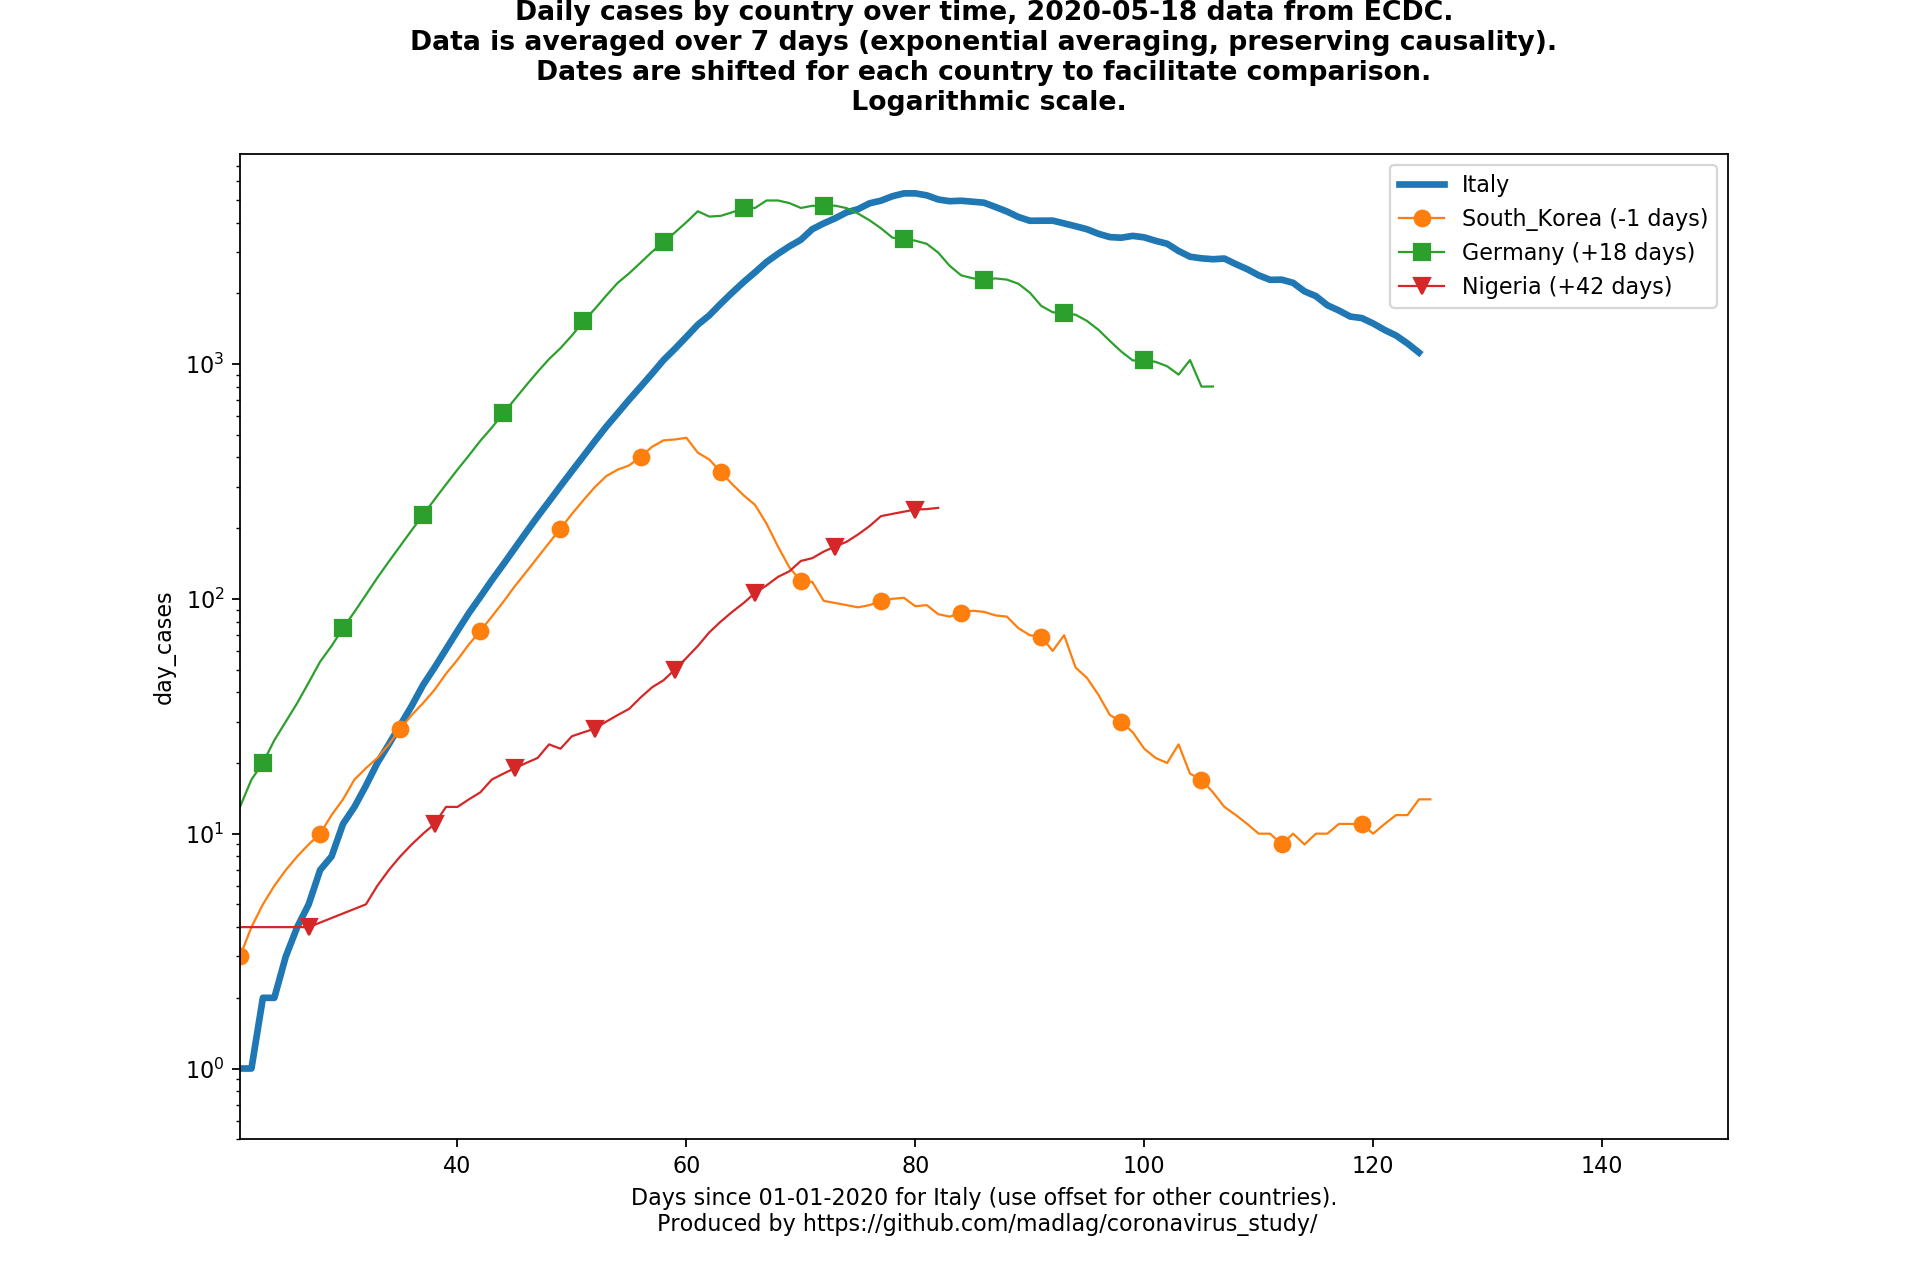 Daily cases by country over time, 2020-05-18 data from ECDC.
Data is averaged over 7 days (exponential averaging, preserving causality).
Dates are shifted for each country to facilitate comparison.
Logarithmic scale.
Italy
South_Korea (-1 days)
Germany (+18 days)
Nigeria (+42 days)
day_cases
10³
10²
10¹
10⁰
40 60 80 100 120 140
Days since 01-01-2020 for Italy (use offset for other countries).
Produced by https://github.com/madlag/coronavirus_study/